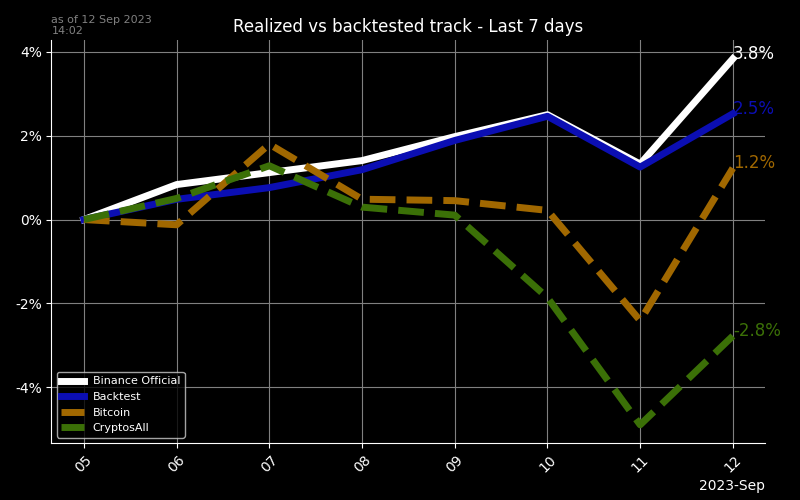 as of 12 Sep 2023
14:02
Realized vs backtested track - Last 7 days
4%
2%
0%
-2%
-4%
3.8%
2.5%
1.2%
-2.8%
Binance Official
Backtest
Bitcoin
CryptosAll
05
06
07
08
09
10
11
12
2023-Sep